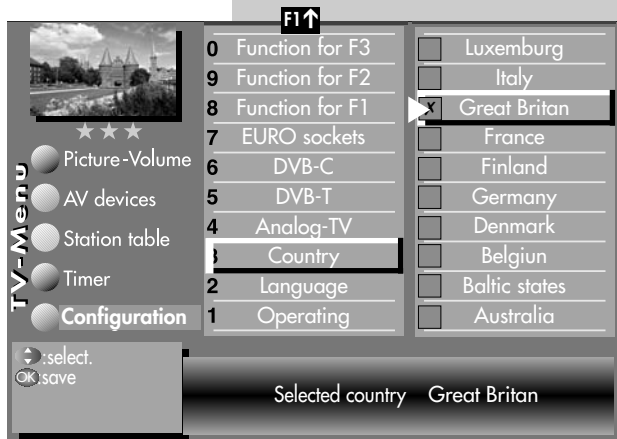 F1↑
0 Function for F3
9 Function for F2
8 Function for F1
7 EURO sockets
6 DVB-C
5 DVB-T
4 Analog-TV
3 Country
2 Language
1 Operating
Luxemburg
Italy
X Great Britan
France
Finland
Germany
Denmark
Belgiun
Baltic states
Australia
TV-Menu
Picture-Volume
AV devices
Station table
Timer
Configuration
:select.
OK:save
Selected country Great Britan